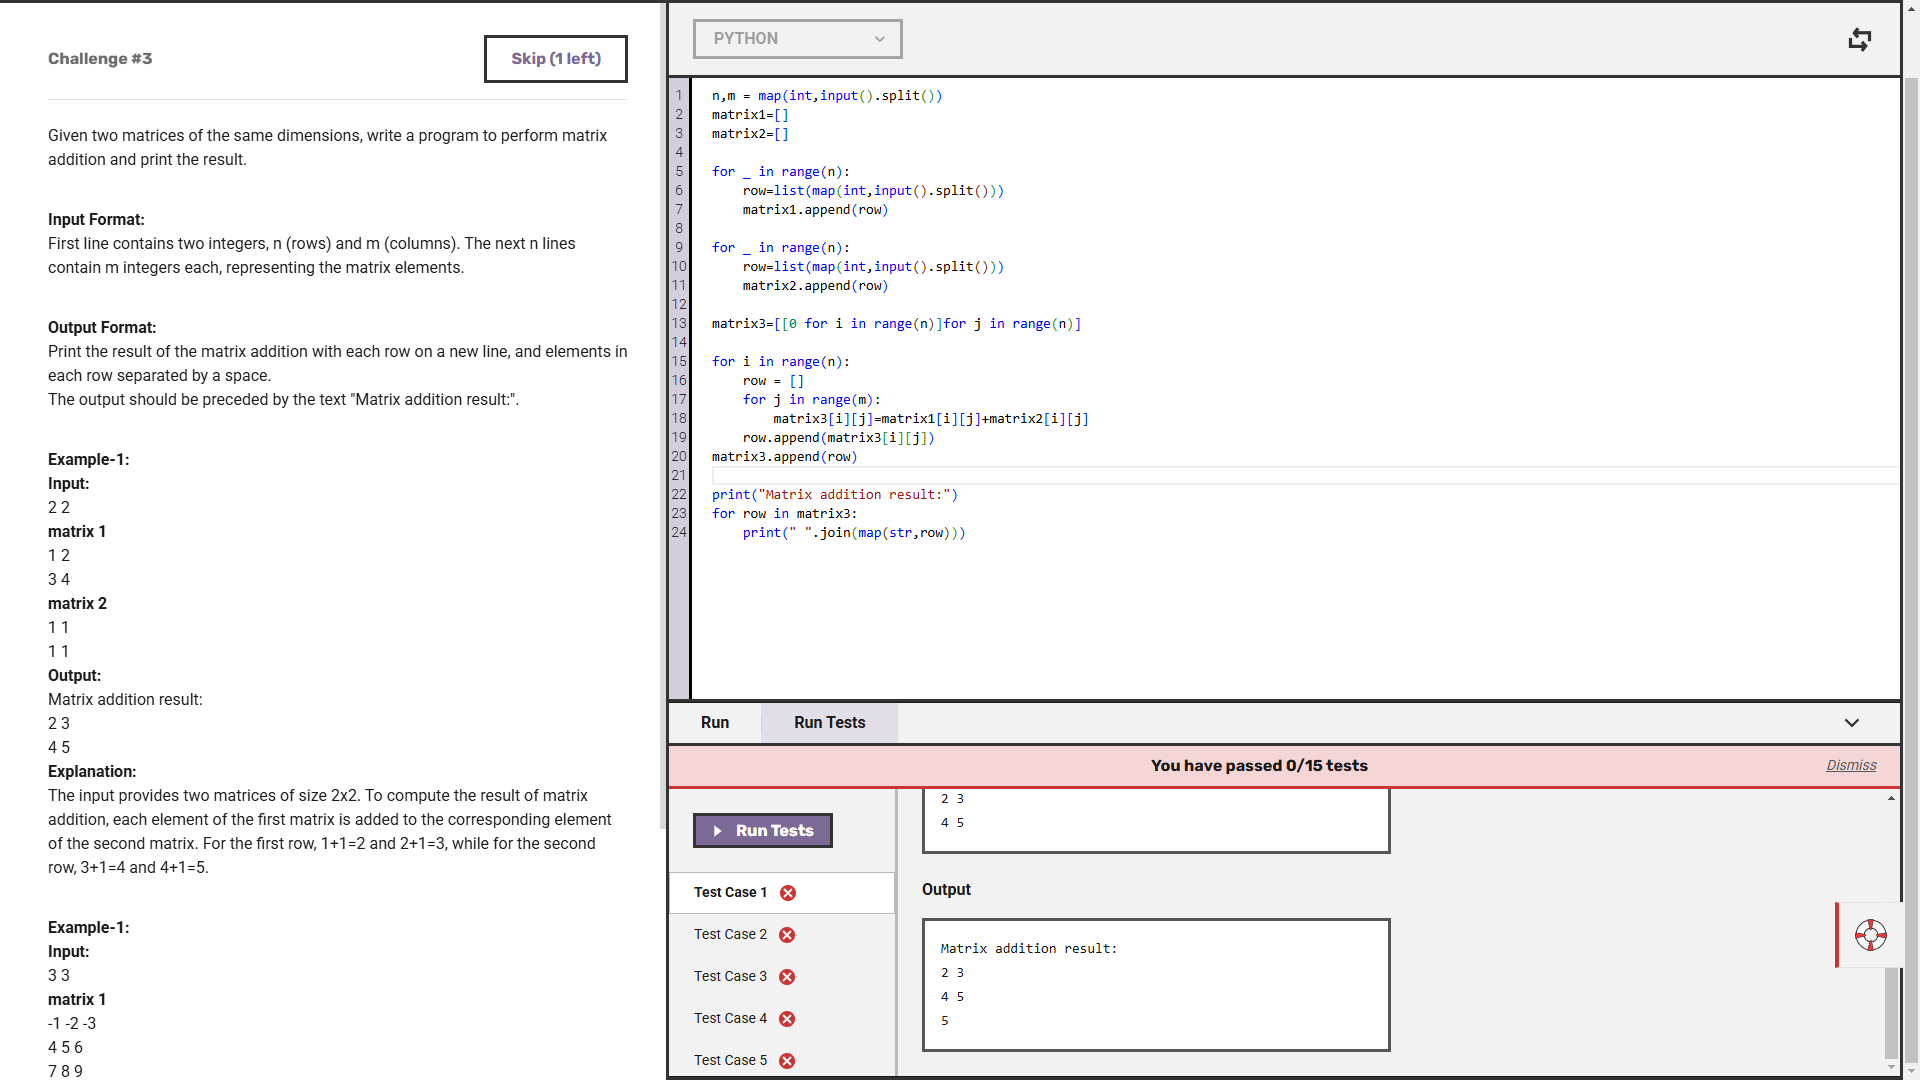 Challenge #3
Skip (1 left)
Given two matrices of the same dimensions, write a program to perform matrix
addition and print the result.
Input Format:
First line contains two integers, n (rows) and m (columns). The next n lines
contain m integers each, representing the matrix elements.
Output Format:
Print the result of the matrix addition with each row on a new line, and elements in
each row separated by a space.
The output should be preceded by the text "Matrix addition result:".
Example-1:
Input:
2 2
matrix 1
1 2
3 4
matrix 2
1 1
1 1
Output:
Matrix addition result:
2 3
4 5
Explanation:
The input provides two matrices of size 2x2. To compute the result of matrix
addition, each element of the first matrix is added to the corresponding element
of the second matrix. For the first row, 1+1=2 and 2+1=3, while for the second
row, 3+1=4 and 4+1=5.
Example-1:
Input:
3 3
matrix 1
-1 -2 -3
4 5 6
7 8 9
PYTHON
1 n,m = map(int,input().split())
2 matrix1=[]
3 matrix2=[]
4
5 for _ in range(n):
6     row=list(map(int,input().split()))
7     matrix1.append(row)
8
9 for _ in range(n):
10     row=list(map(int,input().split()))
11     matrix2.append(row)
12
13 matrix3=[[0 for i in range(n)]for j in range(n)]
14
15 for i in range(n):
16     row = []
17     for j in range(m):
18         matrix3[i][j]=matrix1[i][j]+matrix2[i][j]
19     row.append(matrix3[i][j])
20 matrix3.append(row)
21
22 print("Matrix addition result:")
23 for row in matrix3:
24     print(" ".join(map(str,row)))
Run
Run Tests
You have passed 0/15 tests
Dismiss
Run Tests
Test Case 1
Test Case 2
Test Case 3
Test Case 4
Test Case 5
2 3
4 5
Output
Matrix addition result:
2 3
4 5
5